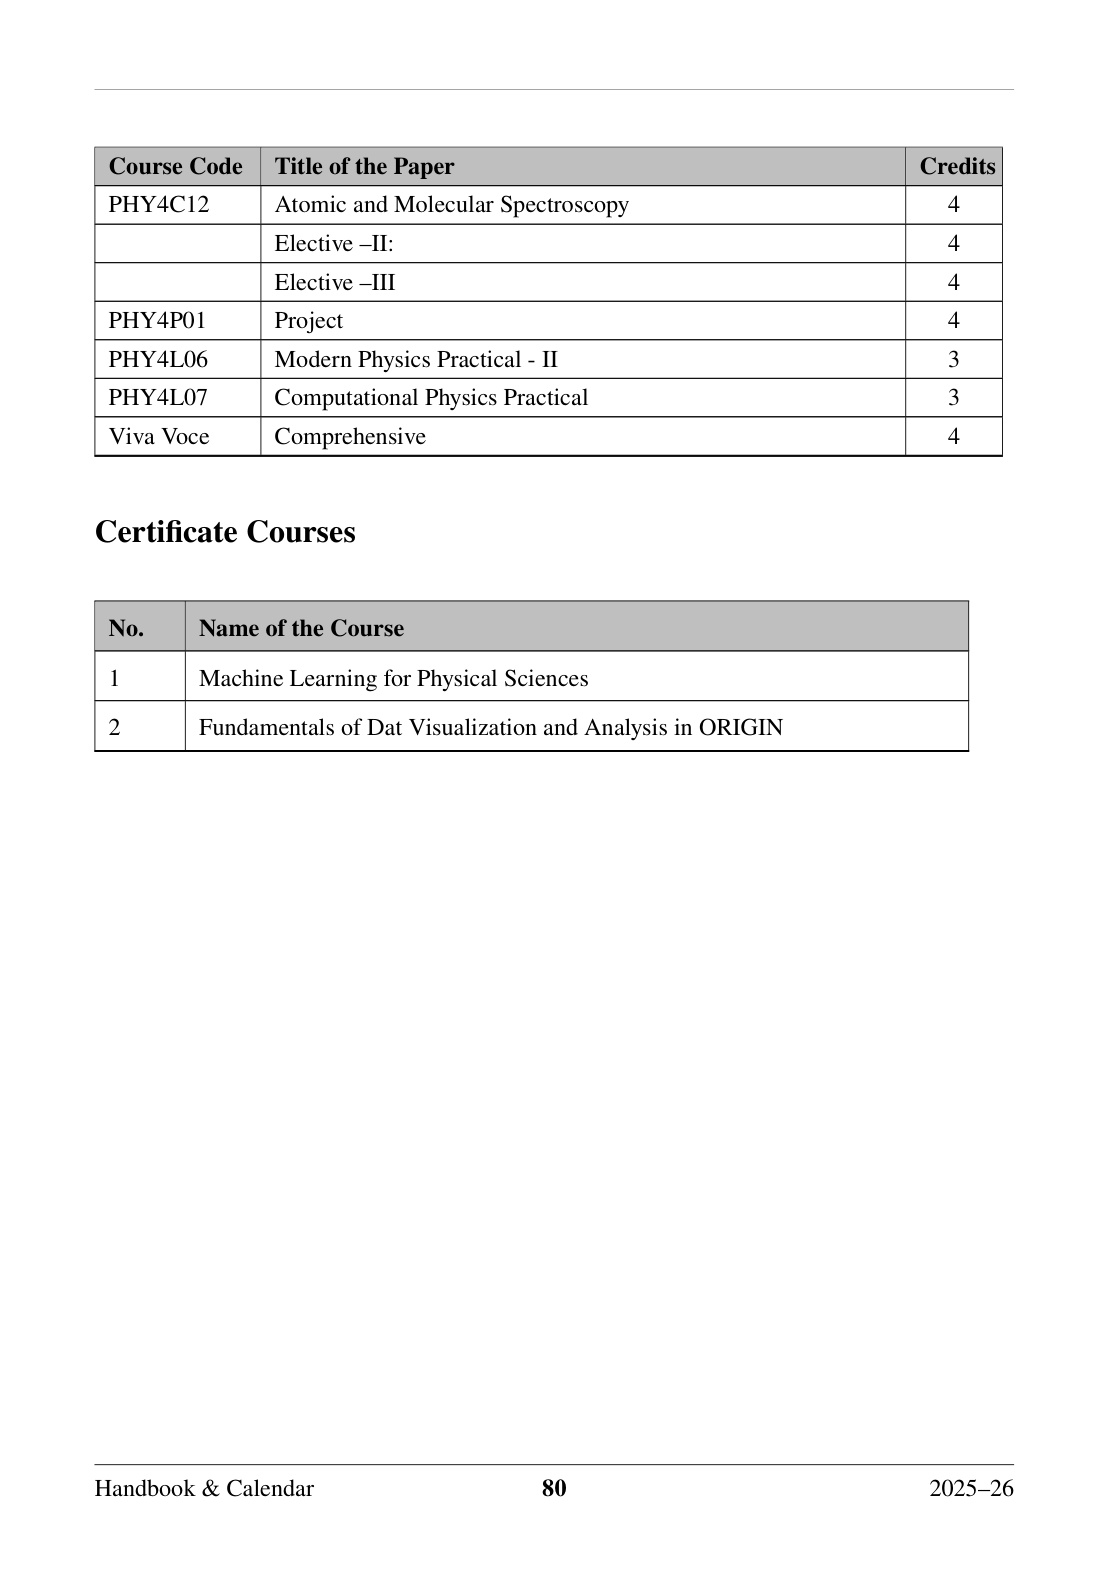 Course Code Title of the Paper Credits
PHY4C12 Atomic and Molecular Spectroscopy 4
Elective –II: 4
Elective –III 4
PHY4P01 Project 4
PHY4L06 Modern Physics Practical - II 3
PHY4L07 Computational Physics Practical 3
Viva Voce Comprehensive 4
Certificate Courses
No. Name of the Course
1 Machine Learning for Physical Sciences
2 Fundamentals of Dat Visualization and Analysis in ORIGIN
Handbook & Calendar 80 2025–26